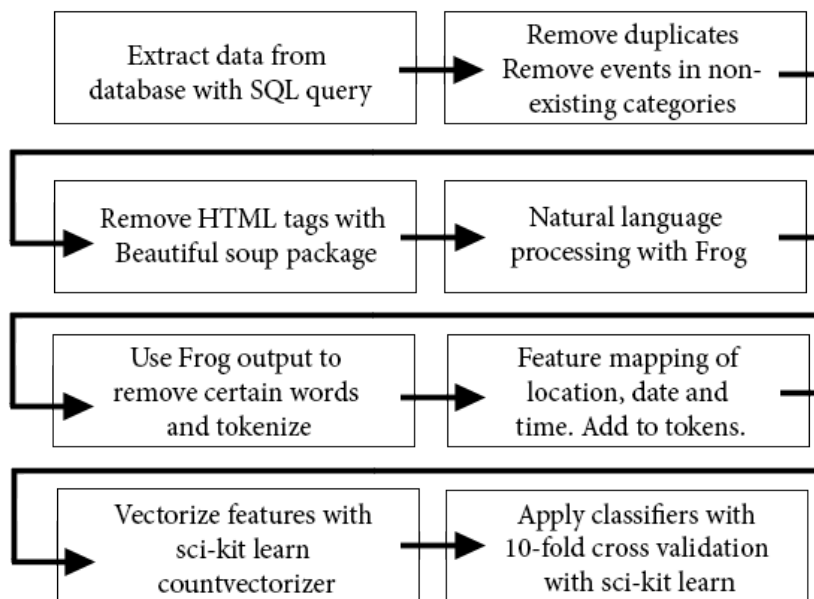 Extract data from
database with SQL query
Remove duplicates
Remove events in non-
existing categories
Remove HTML tags with
Beautiful soup package
Natural language
processing with Frog
Use Frog output to
remove certain words
and tokenize
Feature mapping of
location, date and
time. Add to tokens.
Vectorize features with
sci-kit learn
countvectorizer
Apply classifiers with
10-fold cross validation
with sci-kit learn